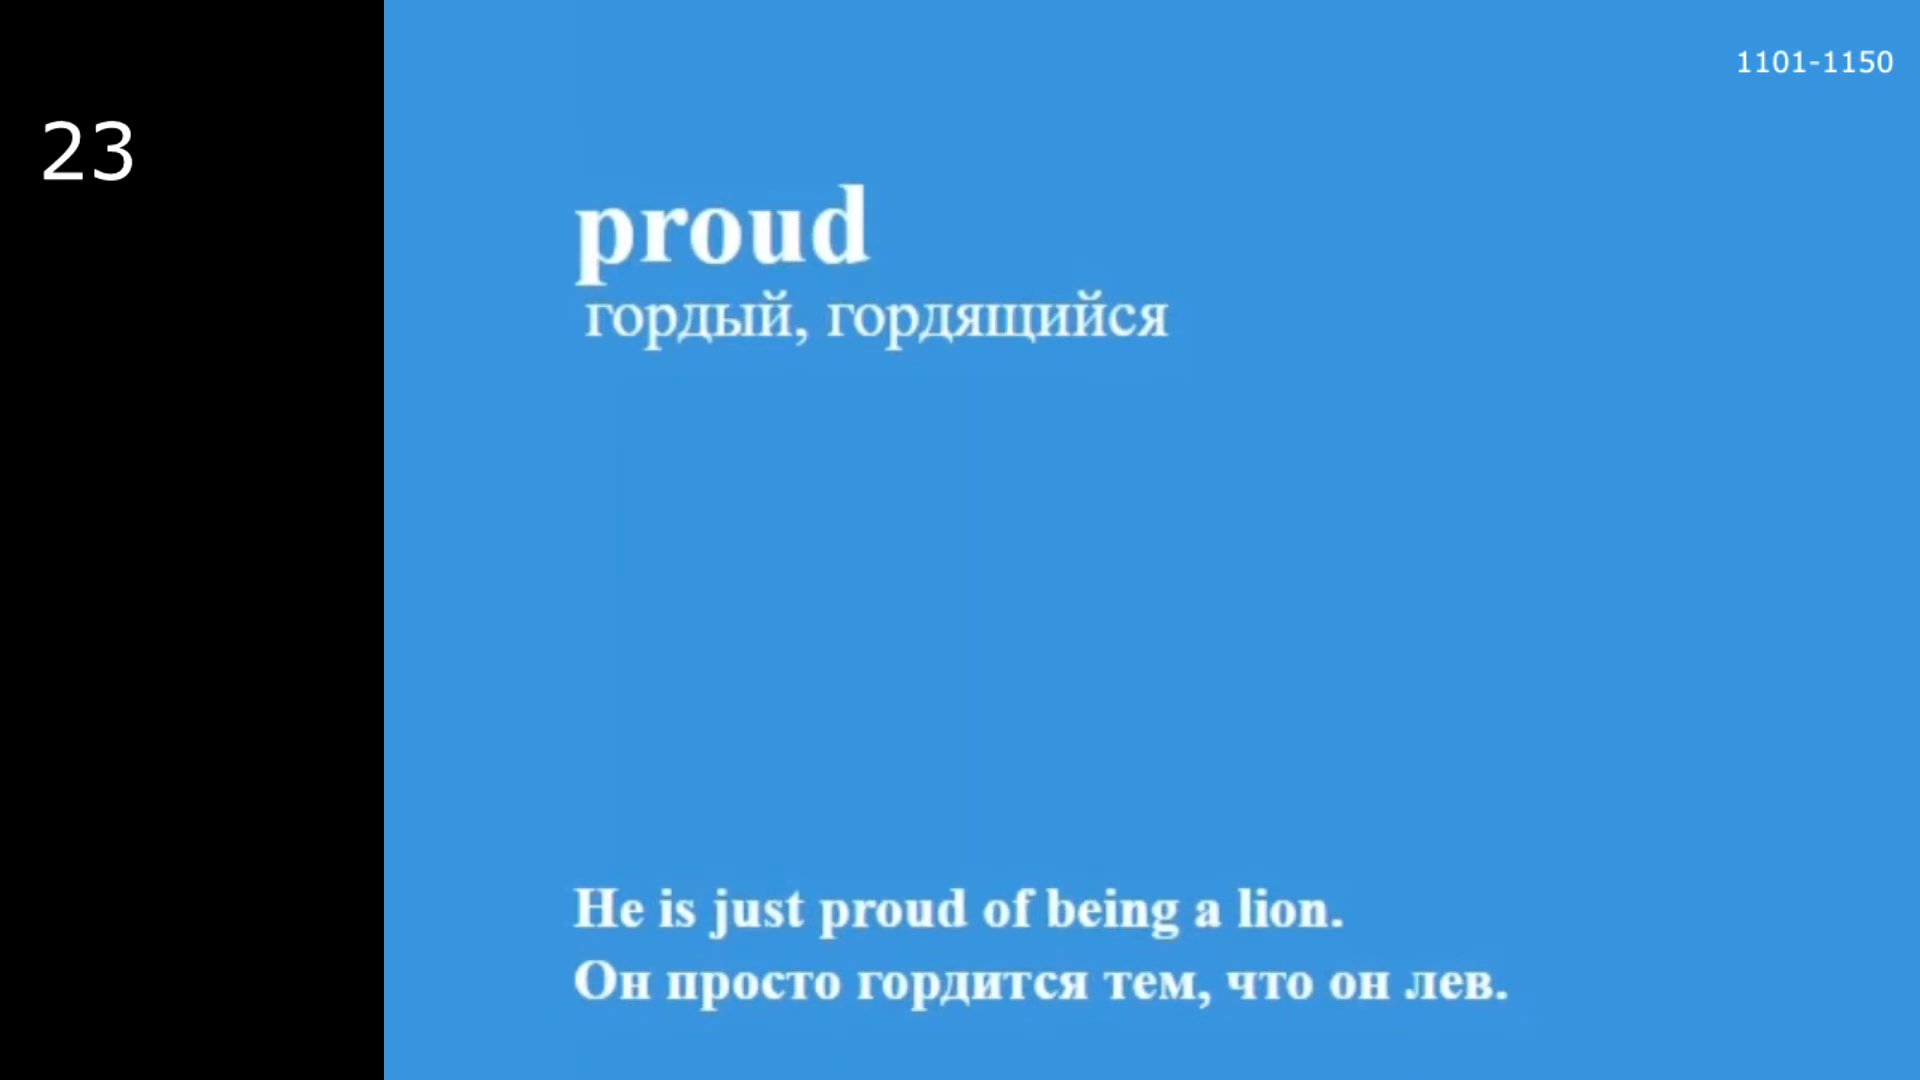 1101-1150
23
proud
гордый, гордящийся
He is just proud of being a lion.
Он просто гордится тем, что он лев.